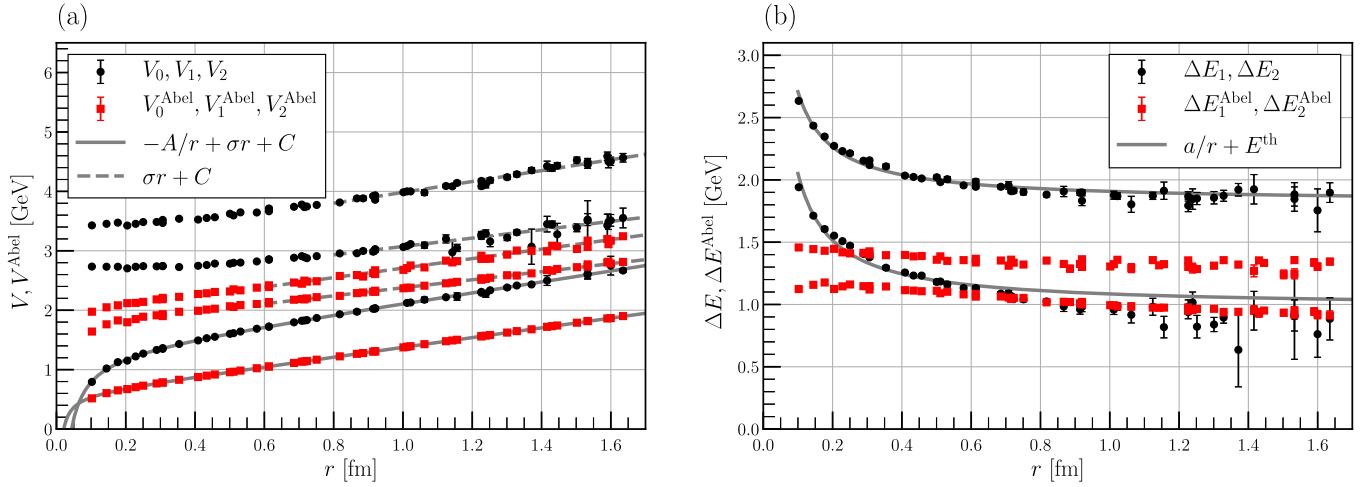 (a)
V, V^Abel [GeV]
6
5
4
3
2
1
0
V_0, V_1, V_2
V_0^Abel, V_1^Abel, V_2^Abel
−A/r + σr + C
σr + C
0.0 0.2 0.4 0.6 0.8 1.0 1.2 1.4 1.6
r [fm]
(b)
ΔE, ΔE^Abel [GeV]
3.0
2.5
2.0
1.5
1.0
0.5
0.0
ΔE_1, ΔE_2
ΔE_1^Abel, ΔE_2^Abel
a/r + E^th
0.0 0.2 0.4 0.6 0.8 1.0 1.2 1.4 1.6
r [fm]